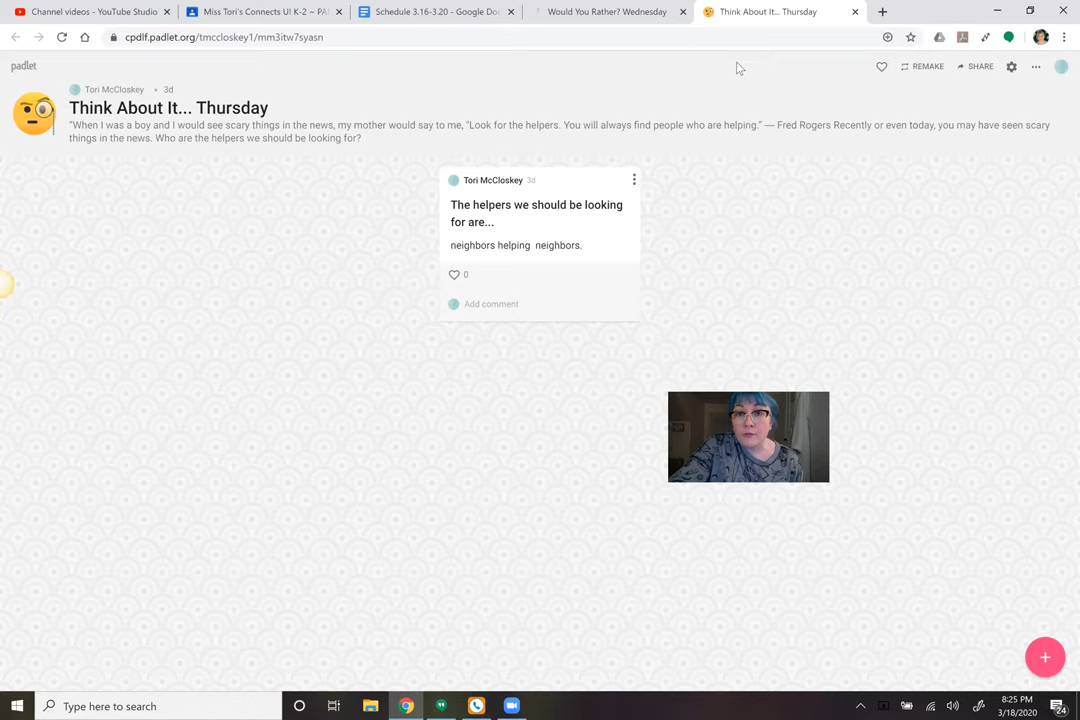 Channel videos - YouTube Studio
Miss Tori's Connects U! K-2 ~ PA
Schedule 3.16-3.20 - Google Doc
Would You Rather? Wednesday
Think About It... Thursday
cpdlf.padlet.org/tmccloskey1/mm3itw7syasn
padlet
REMAKE
SHARE
Tori McCloskey • 3d
Think About It... Thursday
"When I was a boy and I would see scary things in the news, my mother would say to me, "Look for the helpers. You will always find people who are helping." — Fred Rogers Recently or even today, you may have seen scary
things in the news. Who are the helpers we should be looking for?
Tori McCloskey 3d
The helpers we should be looking
for are...
neighbors helping neighbors.
0
Add comment
Type here to search
8:25 PM
3/18/2020
24